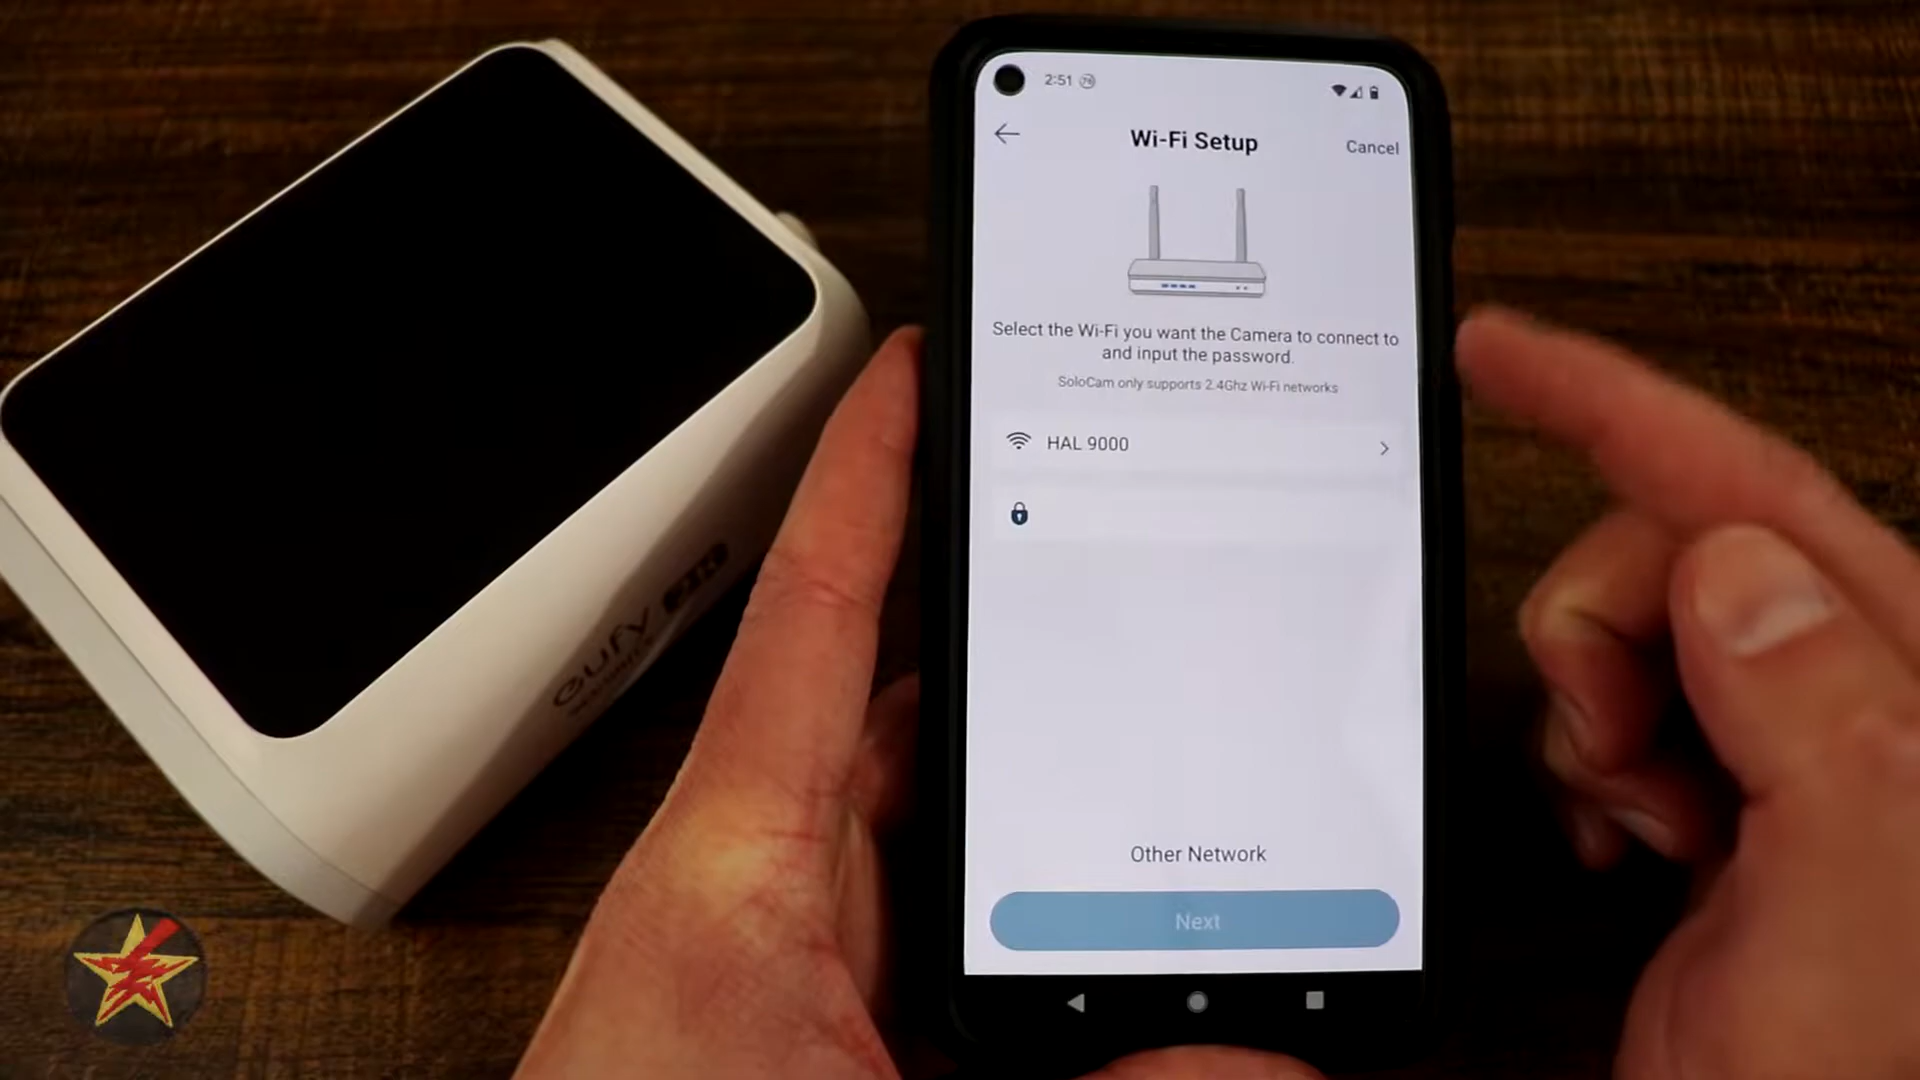 2:51
Wi-Fi Setup
Cancel
Select the Wi-Fi you want the Camera to connect to
and input the password.
SoloCam only supports 2.4Ghz Wi-Fi networks
HAL 9000
Other Network
Next
eufy 2K